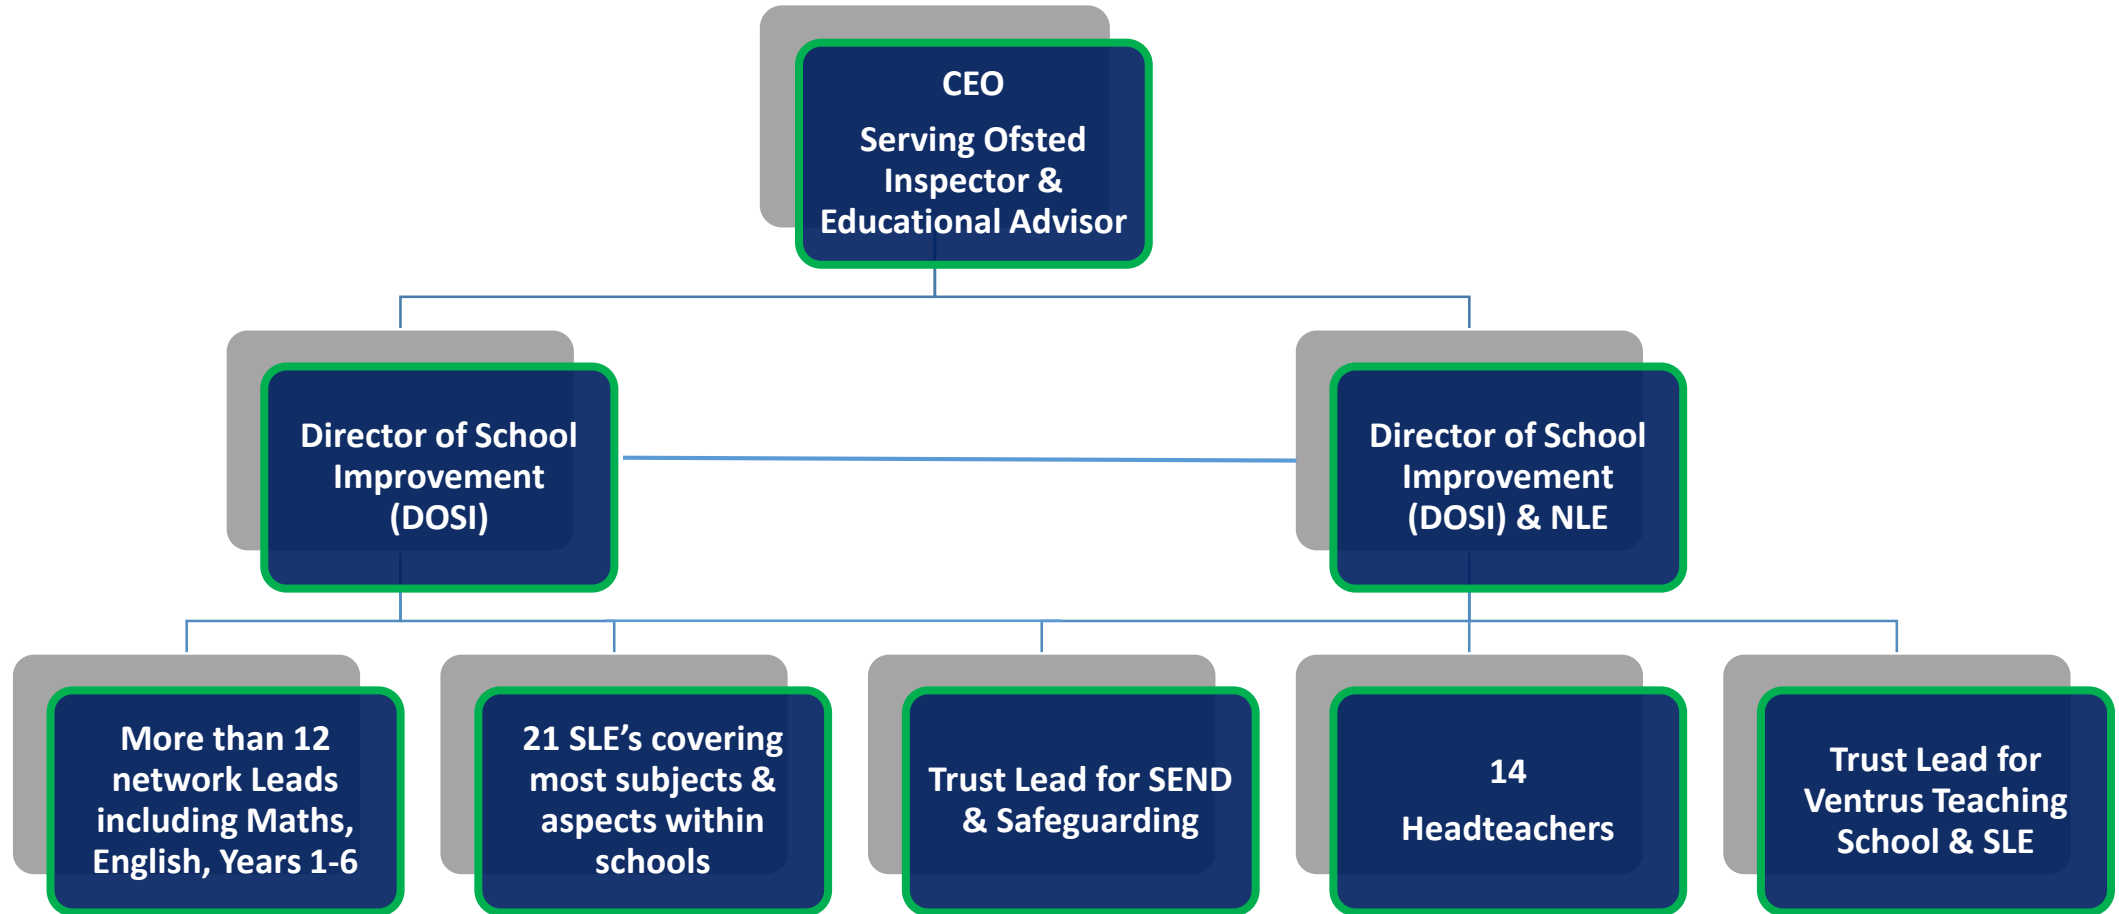 CEO
Serving Ofsted
Inspector &
Educational Advisor
Director of School
Improvement
(DOSI)
Director of School
Improvement
(DOSI) & NLE
More than 12
network Leads
including Maths,
English, Years 1-6
21 SLE’s covering
most subjects &
aspects within
schools
Trust Lead for SEND
& Safeguarding
14
Headteachers
Trust Lead for
Ventrus Teaching
School & SLE